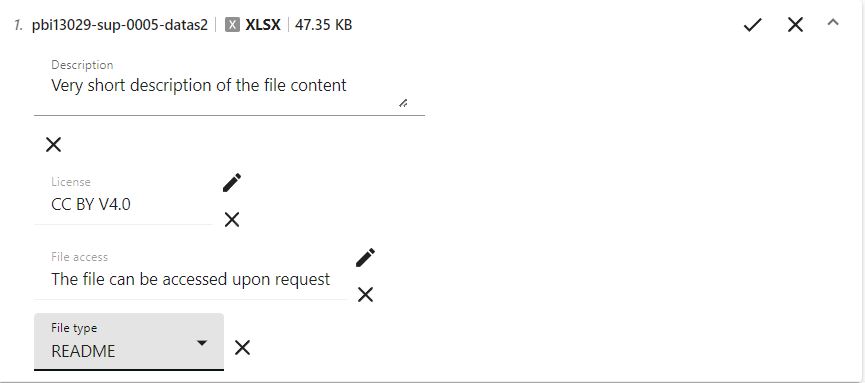 1. pbi13029-sup-0005-datas2 | X XLSX | 47.35 KB
Description
Very short description of the file content
License
CC BY V4.0
File access
The file can be accessed upon request
File type
README